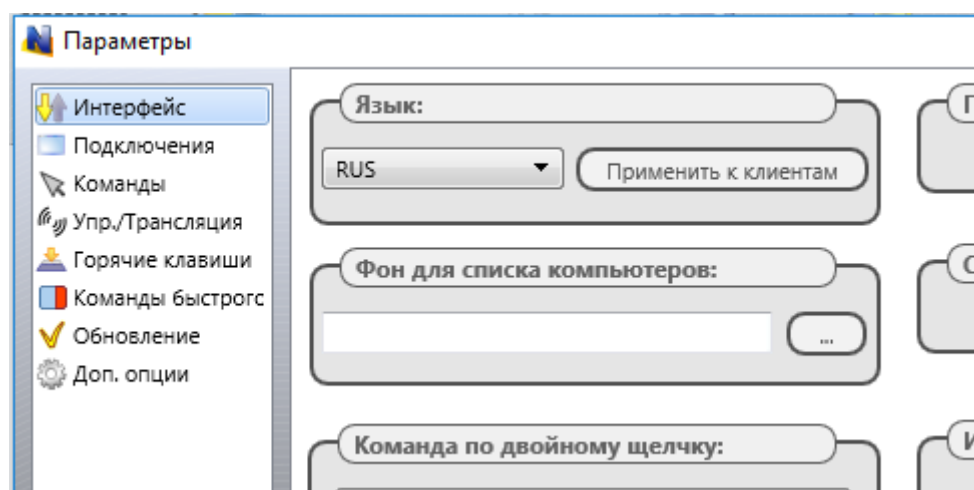 Параметры
Интерфейс
Подключения
Команды
Упр./Трансляция
Горячие клавиши
Команды быстрого
Обновление
Доп. опции
Язык:
RUS
Применить к клиентам
Фон для списка компьютеров:
...
Команда по двойному щелчку: